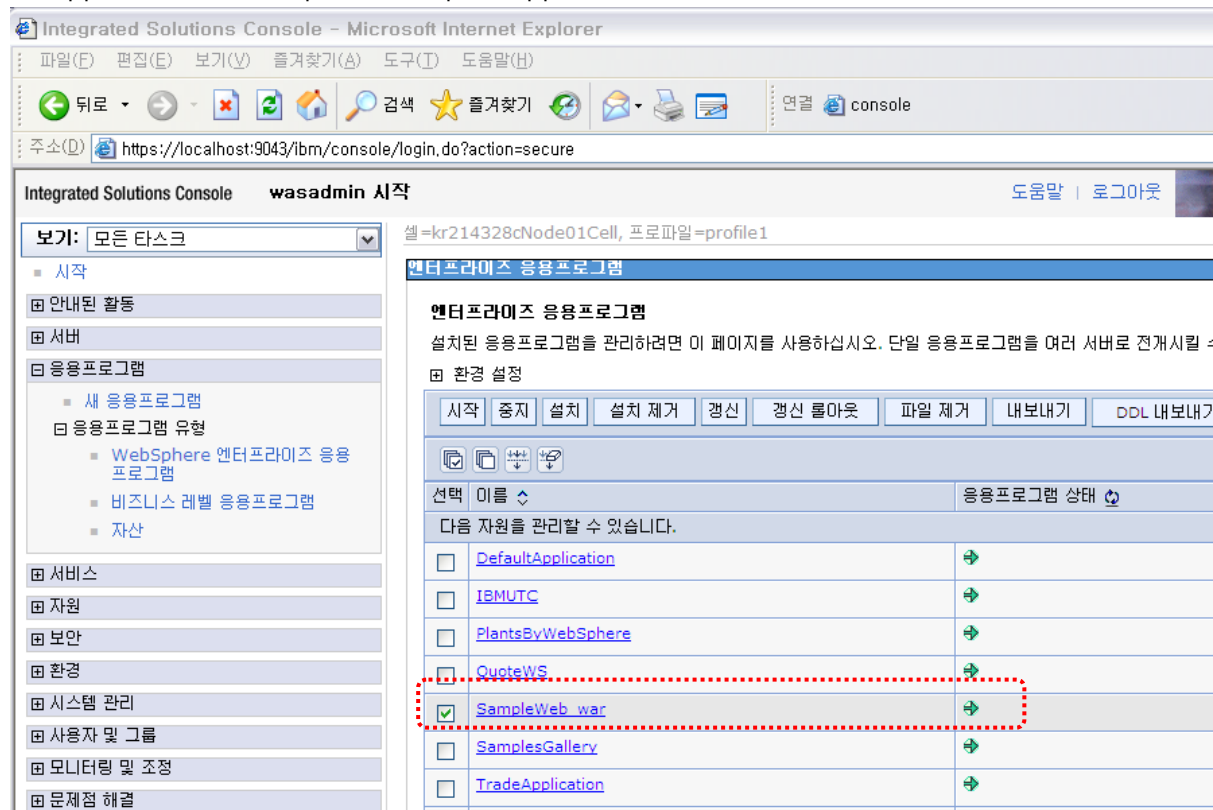 Integrated Solutions Console - Microsoft Internet Explorer
파일(F) 편집(E) 보기(V) 즐겨찾기(A) 도구(T) 도움말(H)
뒤로 검색 즐겨찾기 연결 console
주소(D) https://localhost:9043/ibm/console/login.do?action=secure
Integrated Solutions Console wasadmin 시작 도움말 | 로그아웃
보기: 모든 타스크
시작
안내된 활동
서버
응용프로그램
새 응용프로그램
응용프로그램 유형
WebSphere 엔터프라이즈 응용
프로그램
비즈니스 레벨 응용프로그램
자산
서비스
자원
보안
환경
시스템 관리
사용자 및 그룹
모니터링 및 조정
문제점 해결
셀=kr214328cNode01Cell, 프로파일=profile1
엔터프라이즈 응용프로그램
엔터프라이즈 응용프로그램
설치된 응용프로그램을 관리하려면 이 페이지를 사용하십시오. 단일 응용프로그램을 여러 서버로 전개시킬
환경 설정
시작 중지 설치 설치 제거 갱신 갱신 롤아웃 파일 제거 내보내기 DDL 내보내기
선택 이름 응용프로그램 상태
다음 자원을 관리할 수 있습니다.
DefaultApplication
IBMUTC
PlantsByWebSphere
QuoteWS
SampleWeb_war
SamplesGallery
TradeApplication